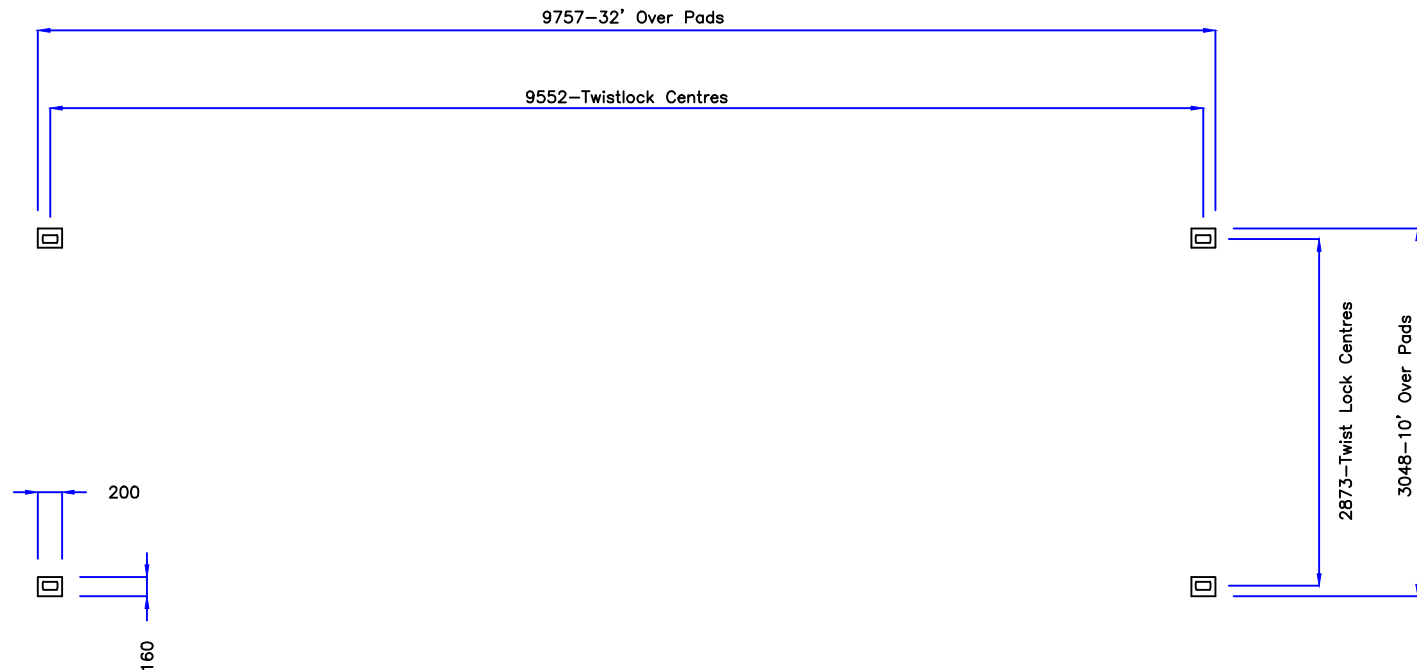 9757-32' Over Pads
9552-Twistlock Centres
2873-Twist Lock Centres
3048-10' Over Pads
200
160